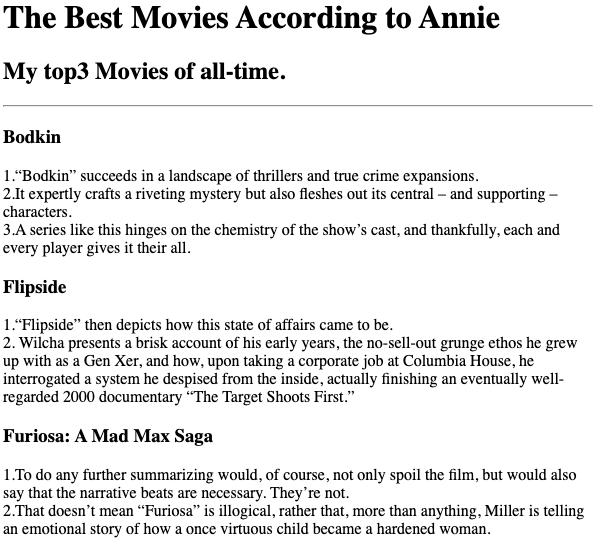 The Best Movies According to Annie
My top3 Movies of all-time.
Bodkin
1.“Bodkin” succeeds in a landscape of thrillers and true crime expansions.
2.It expertly crafts a riveting mystery but also fleshes out its central – and supporting –
characters.
3.A series like this hinges on the chemistry of the show’s cast, and thankfully, each and
every player gives it their all.
Flipside
1.“Flipside” then depicts how this state of affairs came to be.
2. Wilcha presents a brisk account of his early years, the no-sell-out grunge ethos he grew
up with as a Gen Xer, and how, upon taking a corporate job at Columbia House, he
interrogated a system he despised from the inside, actually finishing an eventually well-
regarded 2000 documentary “The Target Shoots First.”
Furiosa: A Mad Max Saga
1.To do any further summarizing would, of course, not only spoil the film, but would also
say that the narrative beats are necessary. They’re not.
2.That doesn’t mean “Furiosa” is illogical, rather that, more than anything, Miller is telling
an emotional story of how a once virtuous child became a hardened woman.